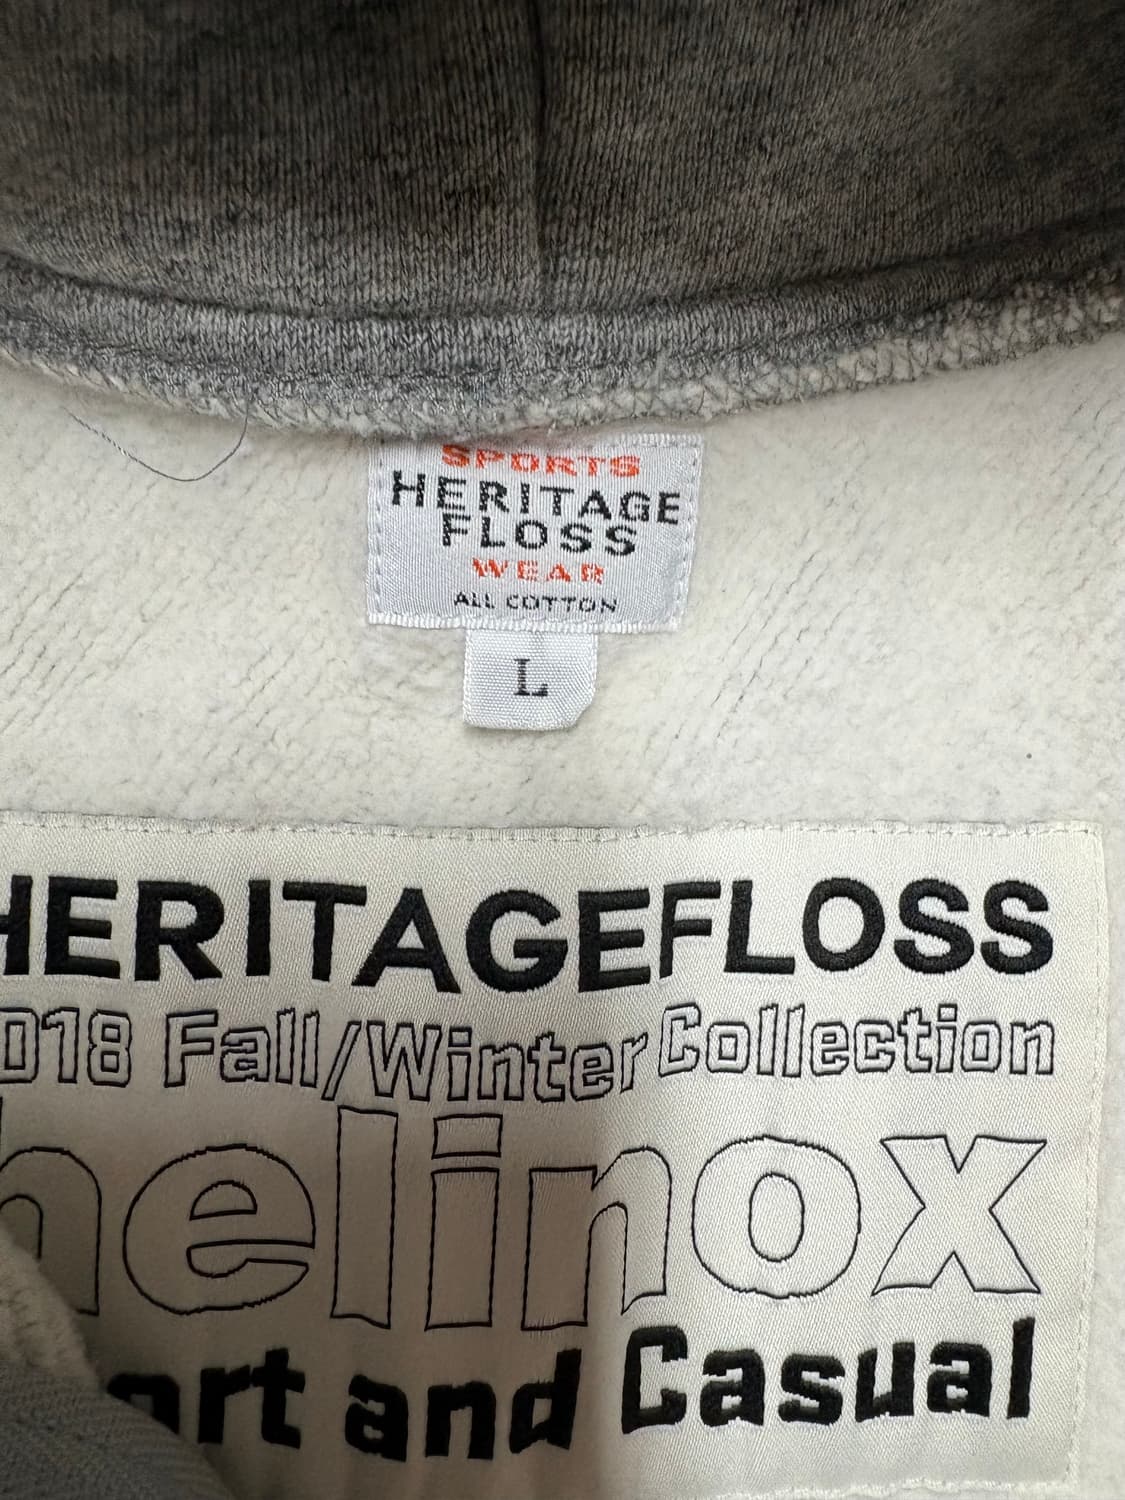 SPORTS
HERITAGE
FLOSS
WEAR
ALL COTTON
L
HERITAGEFLOSS
018 Fall/Winter Collection
helinox
ort and Casual